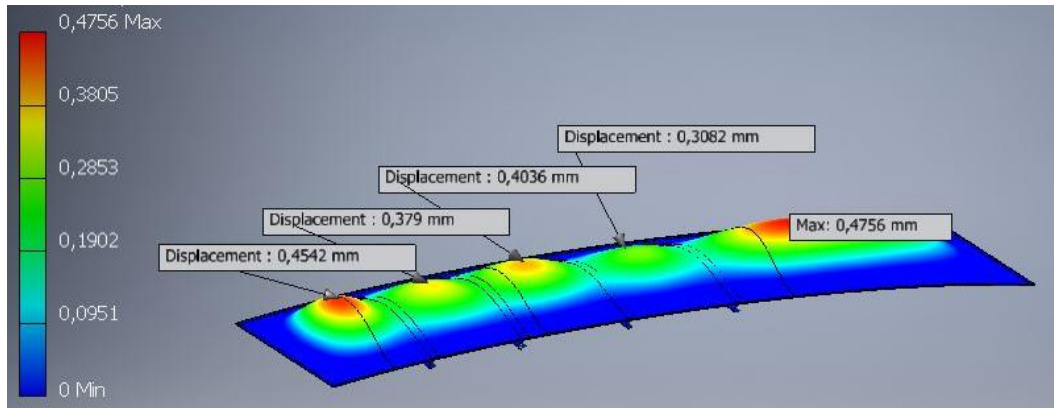 0,4756 Max
0,3805
0,2853
0,1902
0,0951
0 Min
Displacement : 0,3082 mm
Displacement : 0,4036 mm
Displacement : 0,379 mm
Displacement : 0,4542 mm
Max: 0,4756 mm